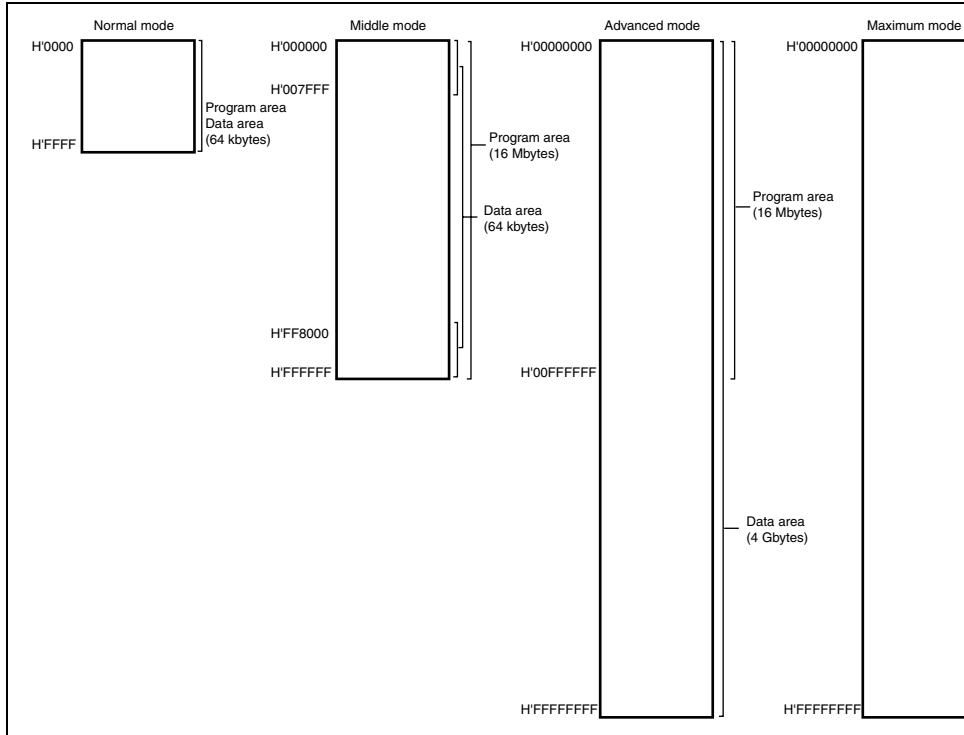 Normal mode
H'0000
H'FFFF
Program area
Data area
(64 kbytes)
Middle mode
H'000000
H'007FFF
H'FF8000
H'FFFFFF
Program area
(16 Mbytes)
Data area
(64 kbytes)
Advanced mode
H'00000000
H'00FFFFFF
H'FFFFFFFF
Program area
(16 Mbytes)
Data area
(4 Gbytes)
Maximum mode
H'00000000
H'FFFFFFFF